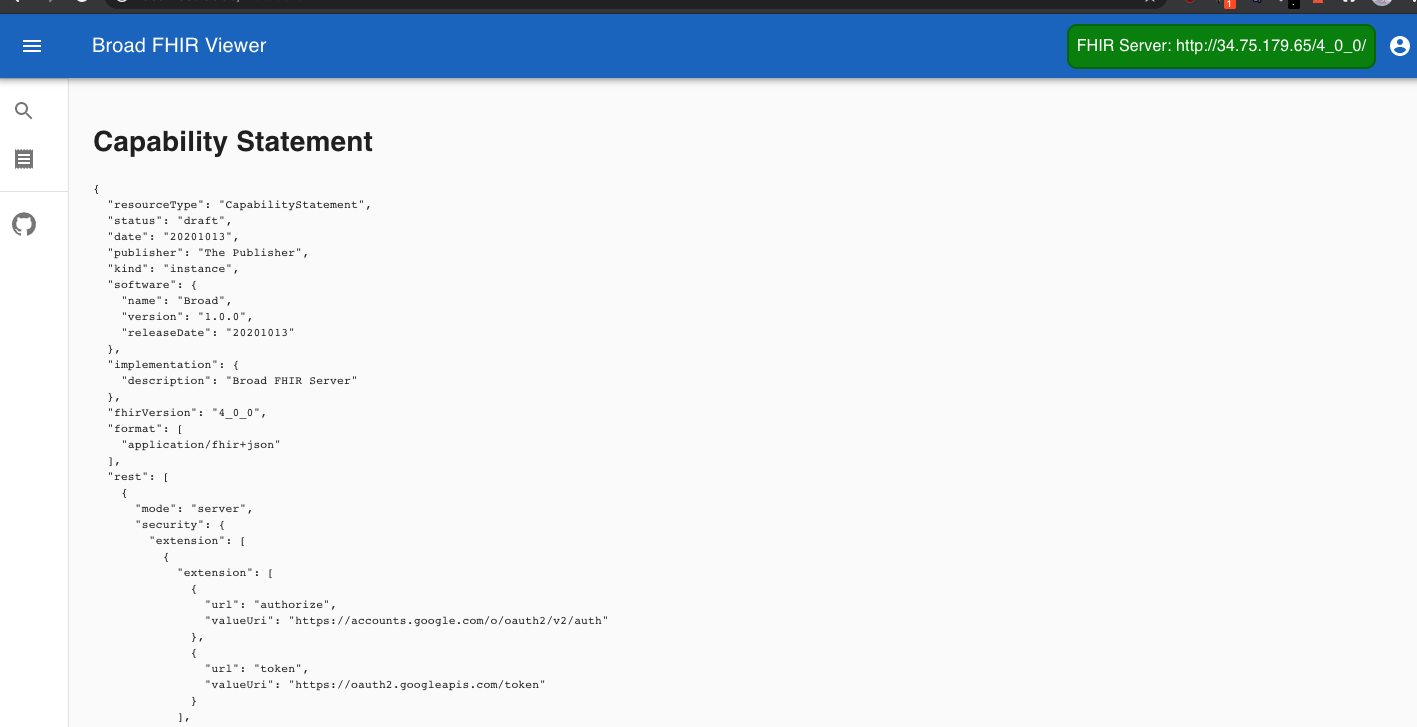 Broad FHIR Viewer
FHIR Server: http://34.75.179.65/4_0_0/
1
Capability Statement
{
  "resourceType": "CapabilityStatement",
  "status": "draft",
  "date": "20201013",
  "publisher": "The Publisher",
  "kind": "instance",
  "software": {
    "name": "Broad",
    "version": "1.0.0",
    "releaseDate": "20201013"
  },
  "implementation": {
    "description": "Broad FHIR Server"
  },
  "fhirVersion": "4_0_0",
  "format": [
    "application/fhir+json"
  ],
  "rest": [
    {
      "mode": "server",
      "security": {
        "extension": [
          {
            "extension": [
              {
                "url": "authorize",
                "valueUri": "https://accounts.google.com/o/oauth2/v2/auth"
              },
              {
                "url": "token",
                "valueUri": "https://oauth2.googleapis.com/token"
              }
            ],